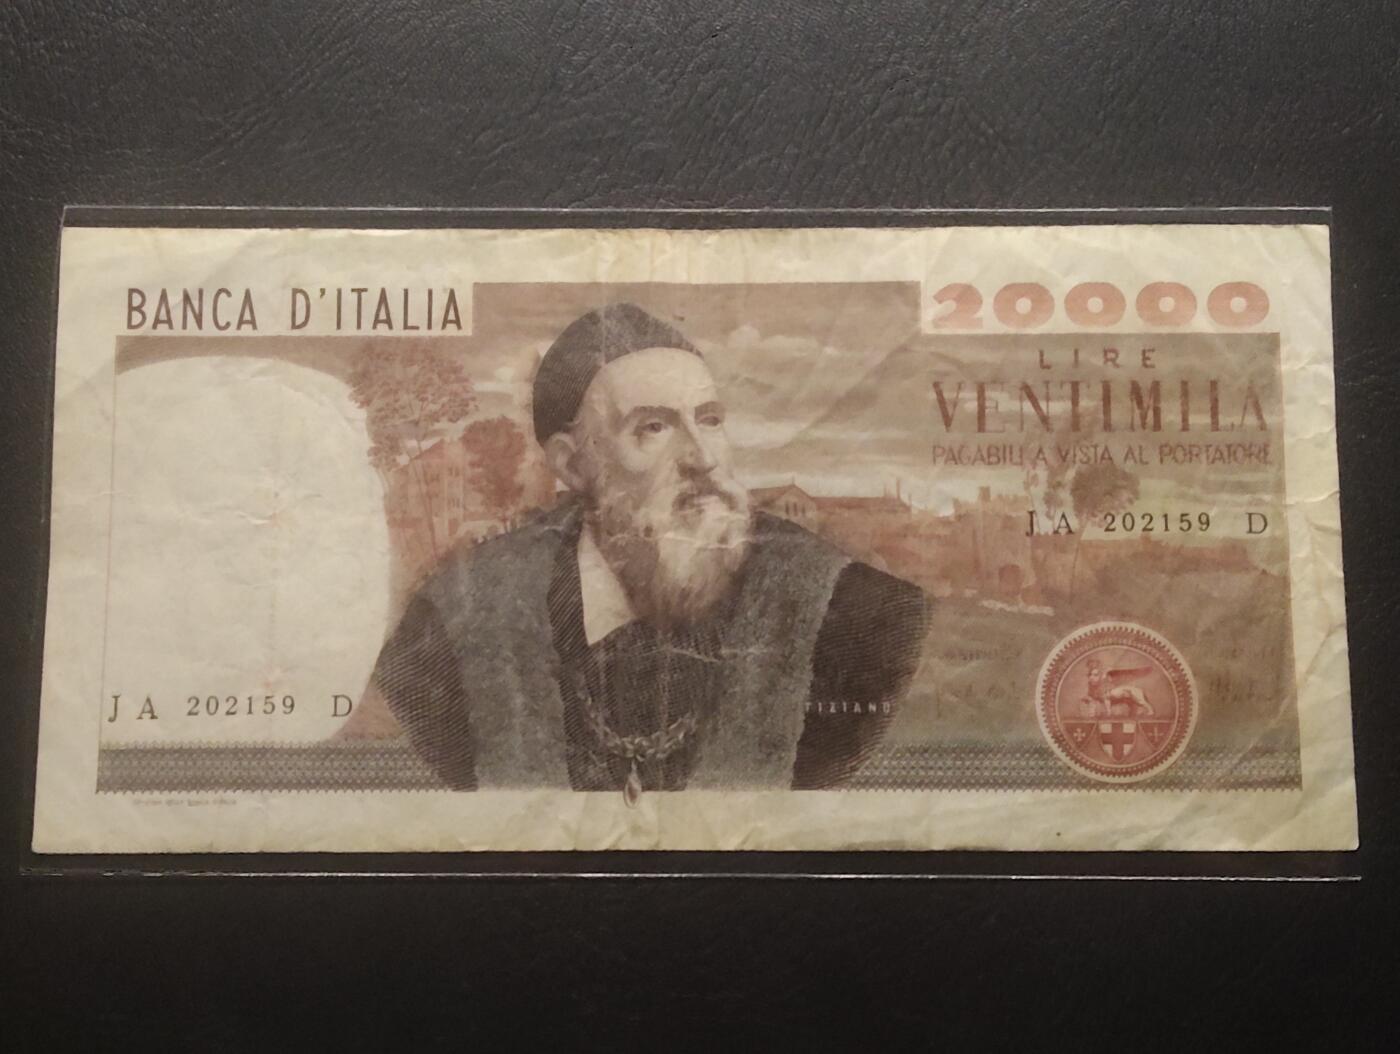 BANCA D'ITALIA
20000
LIRE
VENTIMILA
PAGABILI A VISTA AL PORTATORE
JA 202159 D
JA 202159 D
TIZIANO